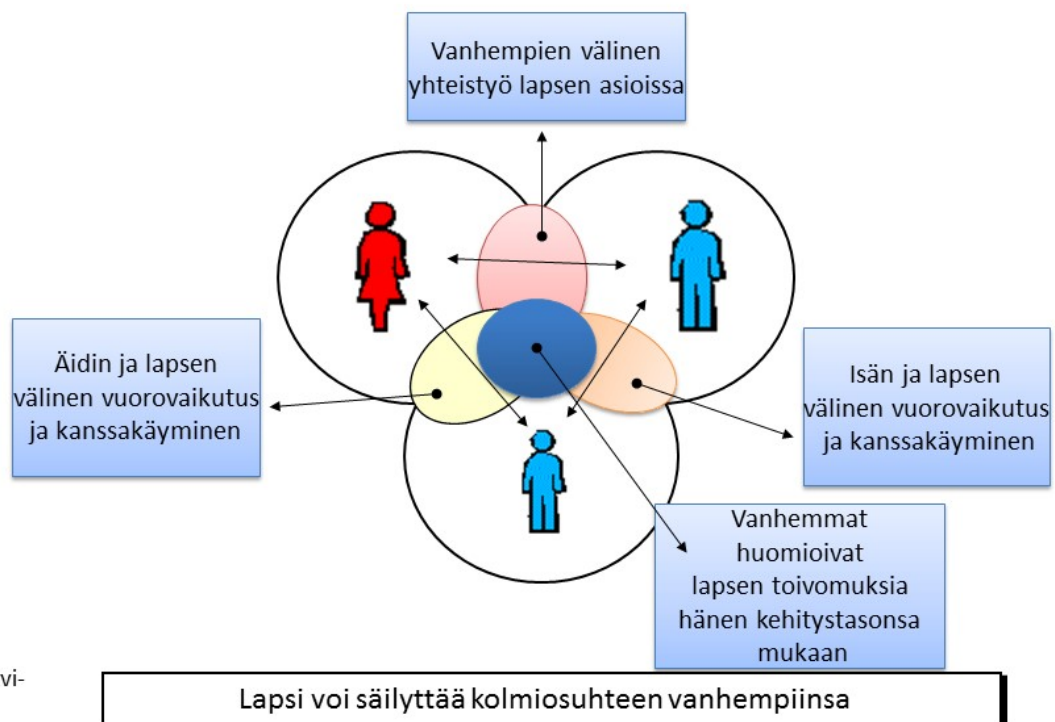 Vanhempien välinen
yhteistyö lapsen asioissa
Äidin ja lapsen
välinen vuorovaikutus
ja kanssakäyminen
Isän ja lapsen
välinen vuorovaikutus
ja kanssakäyminen
Vanhemmat
huomioivat
lapsen toivomuksia
hänen kehitystasonsa
mukaan
vi-
Lapsi voi säilyttää kolmiosuhteen vanhempiinsa